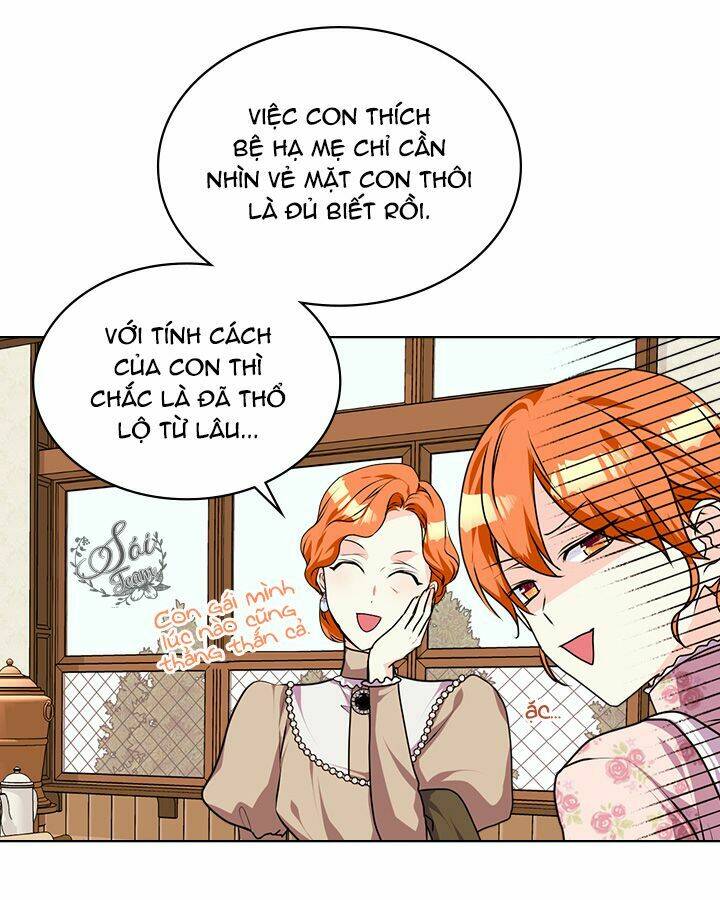 VIỆC CON THÍCH
BỆ HẠ MẸ CHỈ CẦN
NHÌN VẺ MẶT CON THÔI
LÀ ĐỦ BIẾT RỒI.
VỚI TÍNH CÁCH
CỦA CON THÌ
CHẮC LÀ ĐÃ THỔ
LỘ TỪ LÂU...
Sói
Team
Con gái mình
lúc nào cũng
thẳng thắn cả.
ặc...